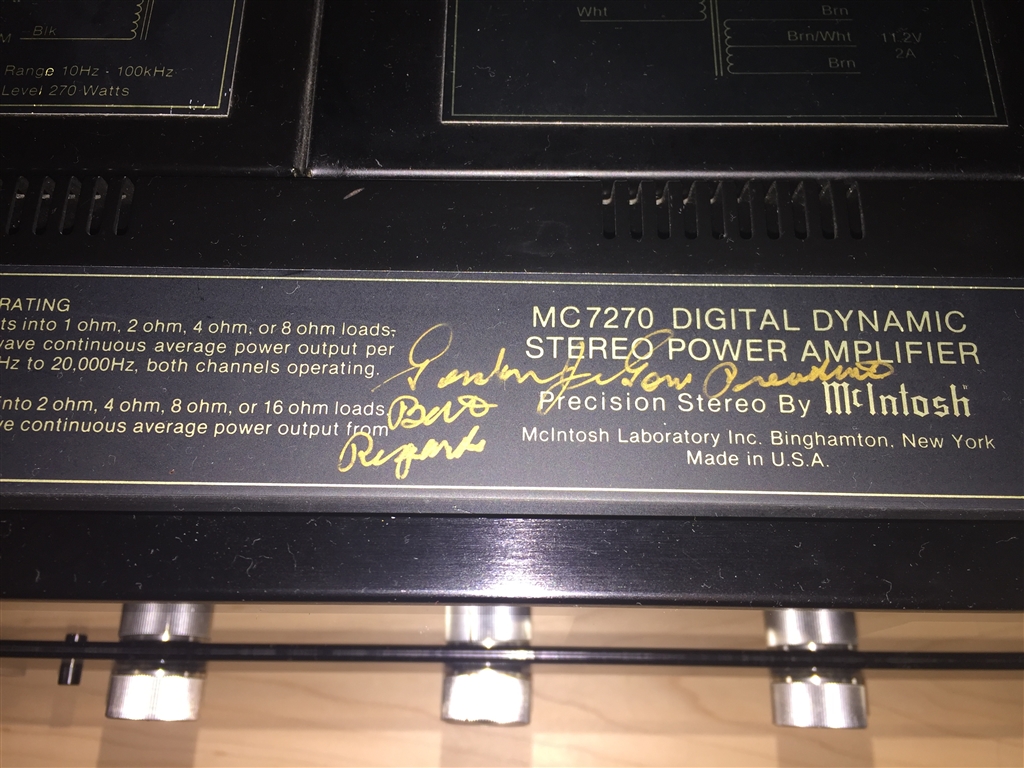 Blk
Range 10Hz - 100kHz
Level 270 Watts
Wht
Brn
Brn/Wht
11.2V
2A
Brn
RATING
ts into 1 ohm, 2 ohm, 4 ohm, or 8 ohm loads,
wave continuous average power output per
Hz to 20,000Hz, both channels operating.
into 2 ohm, 4 ohm, 8 ohm, or 16 ohm loads,
ve continuous average power output from
MC7270 DIGITAL DYNAMIC
STEREO POWER AMPLIFIER
Precision Stereo By McIntosh
McIntosh Laboratory Inc. Binghamton, New York
Made in U.S.A.
Gordon J. Gow President
Best
Regards